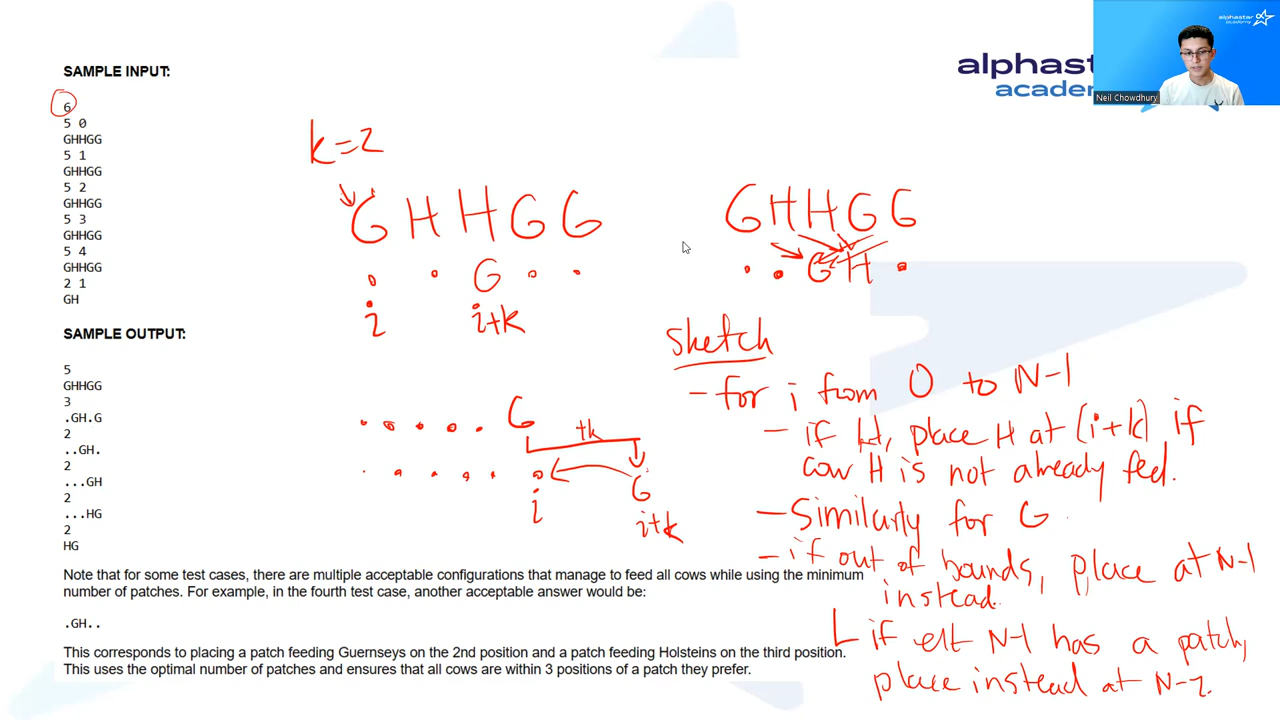 SAMPLE INPUT:
6
5 0
GHHGG
5 1
GHHGG
5 2
GHHGG
5 3
GHHGG
5 4
GHHGG
2 1
GH
SAMPLE OUTPUT:
5
GHHGG
3
.GH.G
2
..GH.
2
...GH
2
...HG
2
HG
Note that for some test cases, there are multiple acceptable configurations that manage to feed all cows while using the minimum
number of patches. For example, in the fourth test case, another acceptable answer would be:
.GH..
This corresponds to placing a patch feeding Guernseys on the 2nd position and a patch feeding Holsteins on the third position.
This uses the optimal number of patches and ensures that all cows are within 3 positions of a patch they prefer.
k=2
G H H G G
. . G . .
i i+k
. . . . . G
+k
. . . . . . G
i i+k
G H H G G
. . G H .
sketch
- for i from 0 to N-1
- if H, place H at (i+k) if
cow H is not already fed.
- Similarly for G.
- if out of bounds, place at N-1
instead.
if elt N-1 has a patch,
place instead at N-2.
alphasta
academ
alphastar
academy
Neil Chowdhury